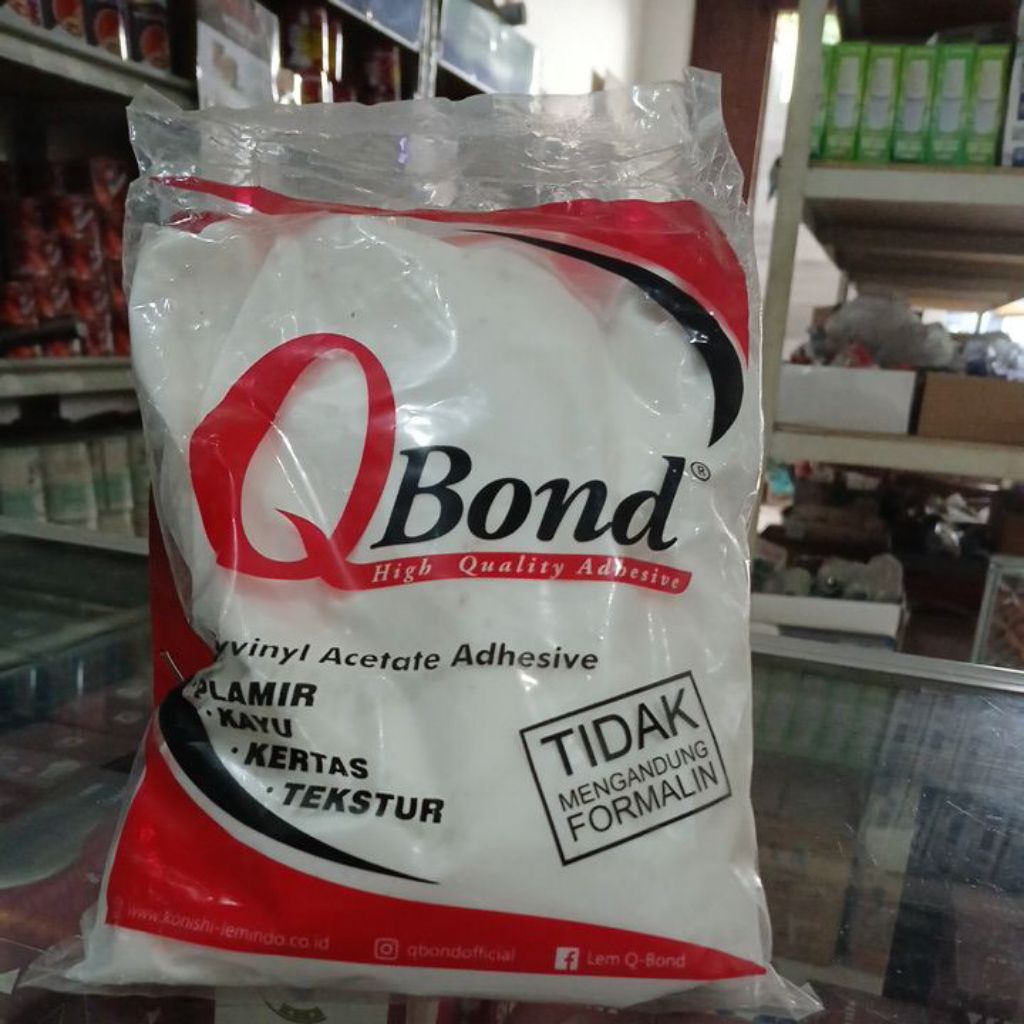 QBond®
High Quality Adhesive
yvinyl Acetate Adhesive
PLAMIR
· KAYU
· KERTAS
· TEKSTUR
TIDAK
MENGANDUNG
FORMALIN
www.konishi-lemindo.co.id
qbondofficial
Lem Q-Bond